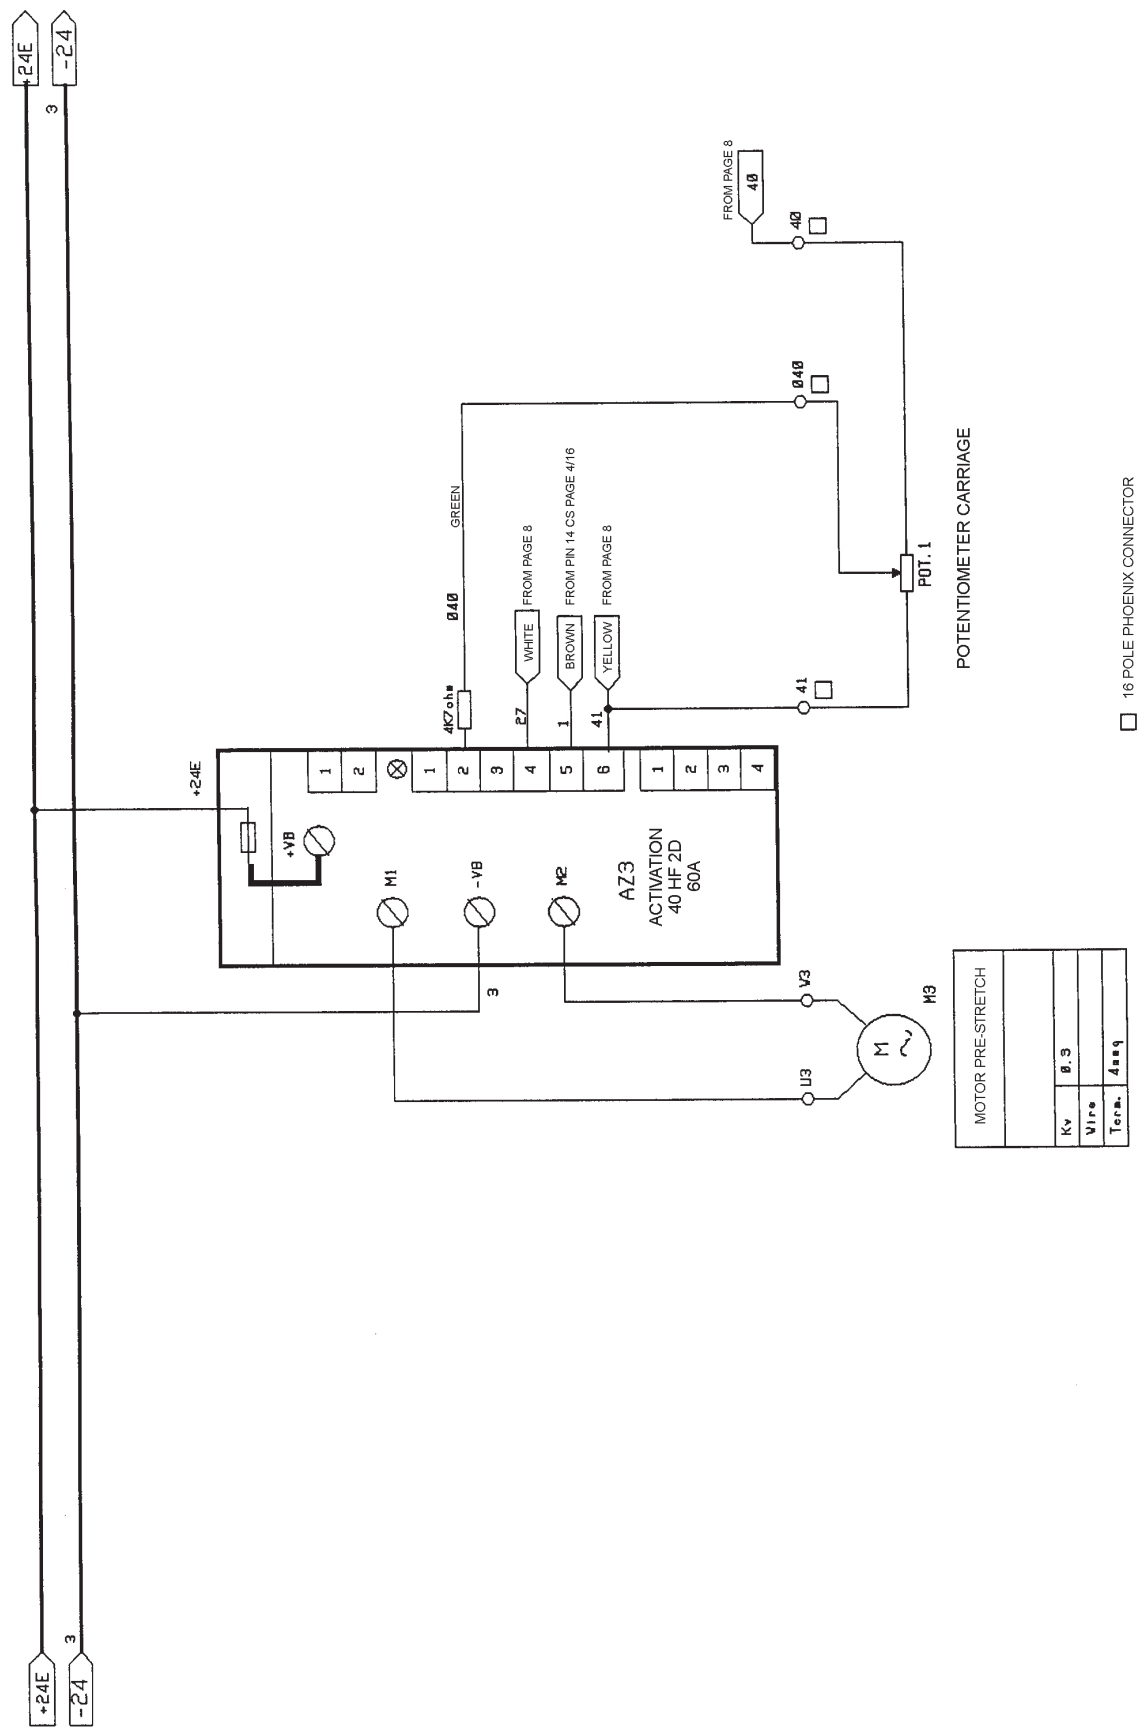 +24E
-24
3
+24E
-24
3
+24E
+VB
M1
-VB
M2
3
AZ3
ACTIVATION
40 HF 2D
60A
1
2
1
2
3
4
5
6
1
2
3
4
4K7ohm
040
GREEN
27
WHITE
FROM PAGE 8
1
BROWN
FROM PIN 14 CS PAGE 4/16
41
YELLOW
FROM PAGE 8
FROM PAGE 8
40
40
040
41
POT.1
POTENTIOMETER CARRIAGE
U3
V3
M
M3
MOTOR PRE-STRETCH
Kw 0.3
Wire
Term. 4mmq
16 POLE PHOENIX CONNECTOR